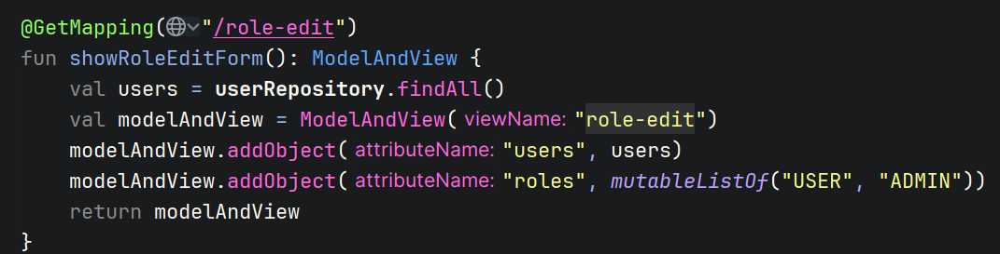 @GetMapping("/role-edit")
fun showRoleEditForm(): ModelAndView {
    val users = userRepository.findAll()
    val modelAndView = ModelAndView( viewName: "role-edit")
    modelAndView.addObject( attributeName: "users", users)
    modelAndView.addObject( attributeName: "roles", mutableListOf("USER", "ADMIN"))
    return modelAndView
}